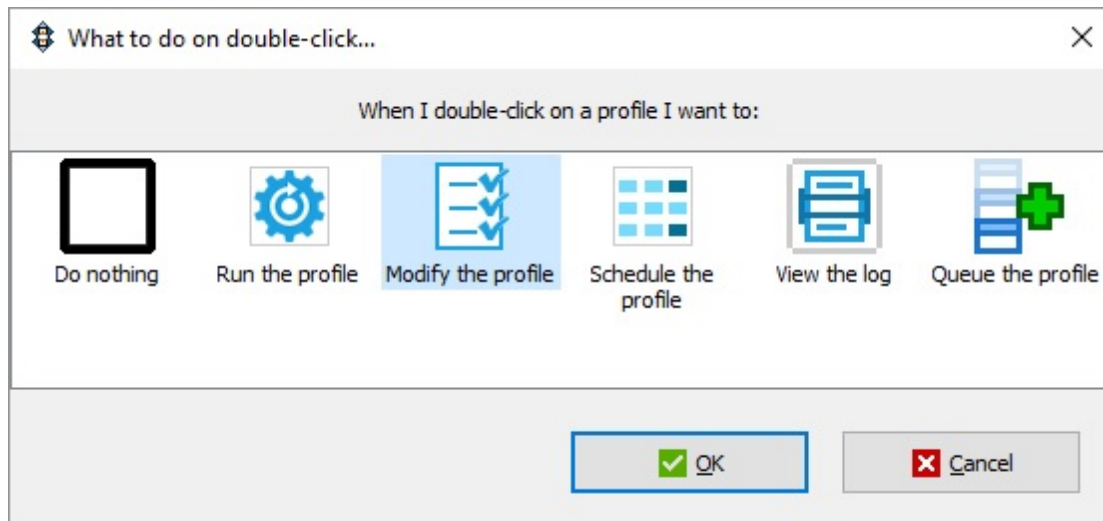 What to do on double-click...
When I double-click on a profile I want to:
Do nothing
Run the profile
Modify the profile
Schedule the
profile
View the log
Queue the profile
OK
Cancel